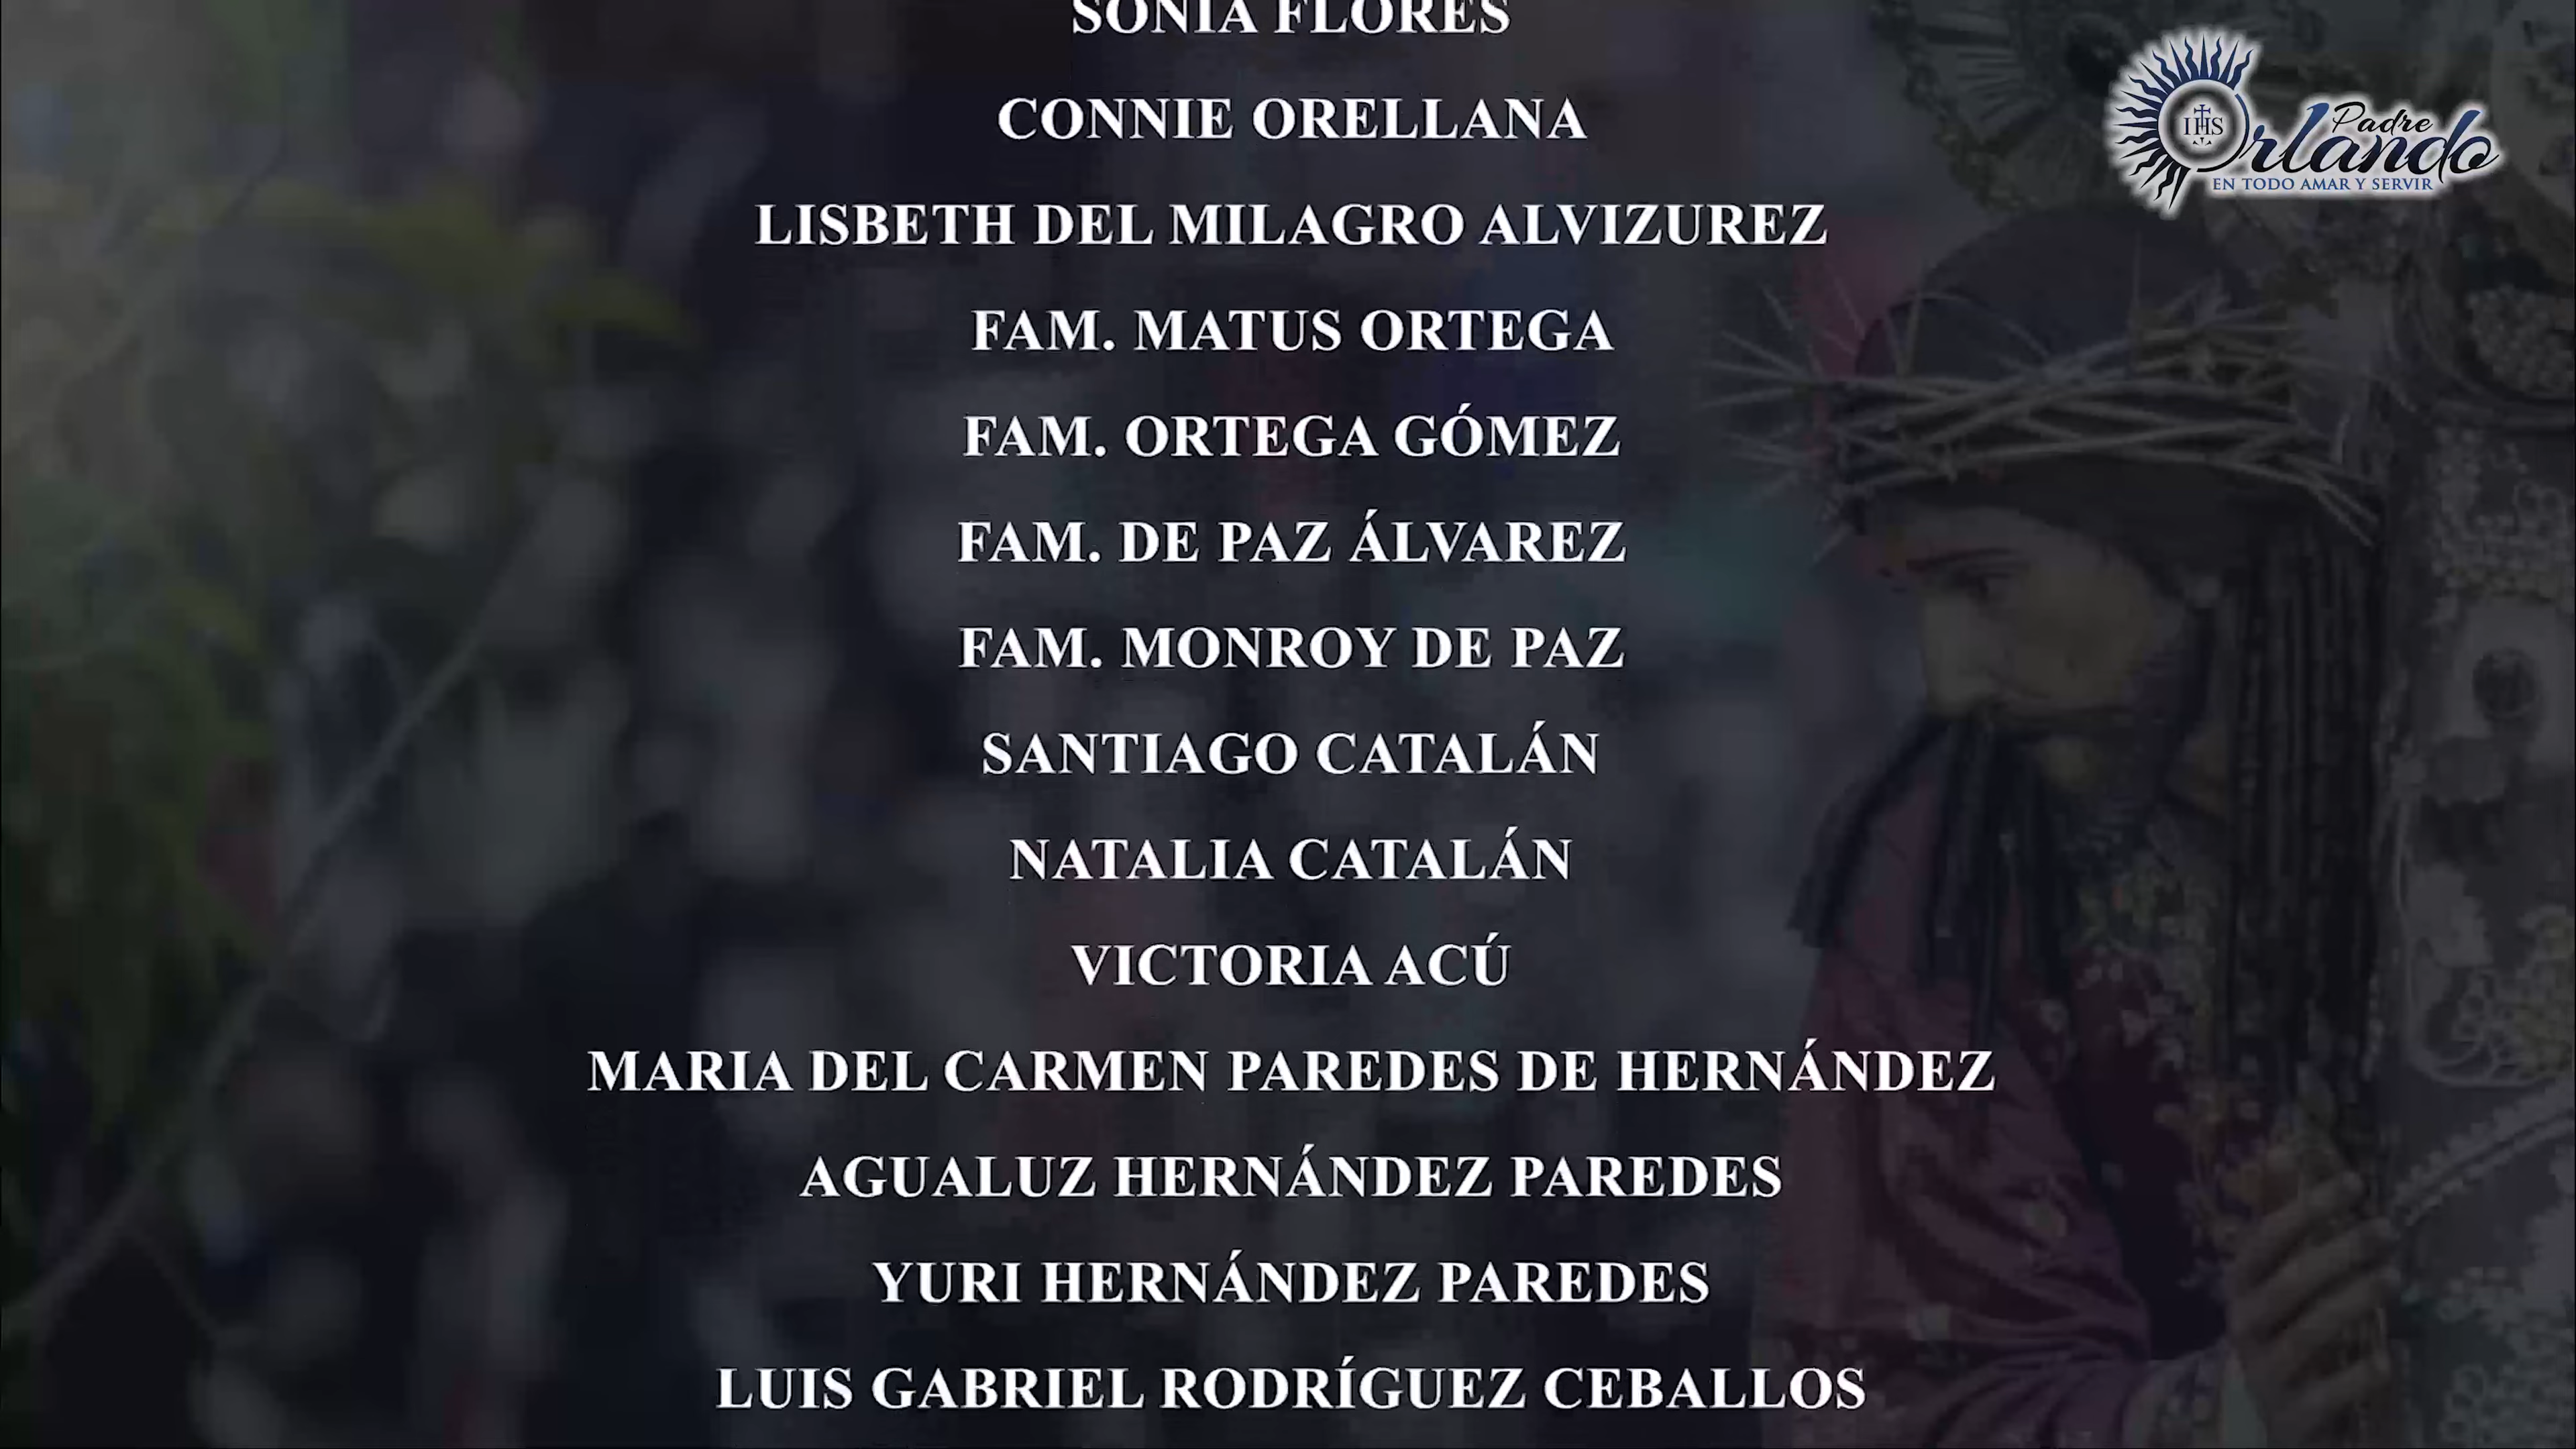 SONIA FLORES
CONNIE ORELLANA
LISBETH DEL MILAGRO ALVIZUREZ
FAM. MATUS ORTEGA
FAM. ORTEGA GÓMEZ
FAM. DE PAZ ÁLVAREZ
FAM. MONROY DE PAZ
SANTIAGO CATALÁN
NATALIA CATALÁN
VICTORIA ACÚ
MARIA DEL CARMEN PAREDES DE HERNÁNDEZ
AGUALUZ HERNÁNDEZ PAREDES
YURI HERNÁNDEZ PAREDES
LUIS GABRIEL RODRÍGUEZ CEBALLOS
IHS
Padre
Orlando
EN TODO AMAR Y SERVIR